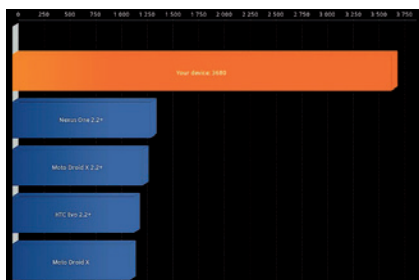 0 250 500 750 1 000 1 250 1 500 1 750 2 000 2 250 2 500 2 750 3 000 3 250 3 500 3 750
Your device: 3680
Nexus One 2.2+
Moto Droid X 2.2+
HTC Evo 2.2+
Moto Droid X